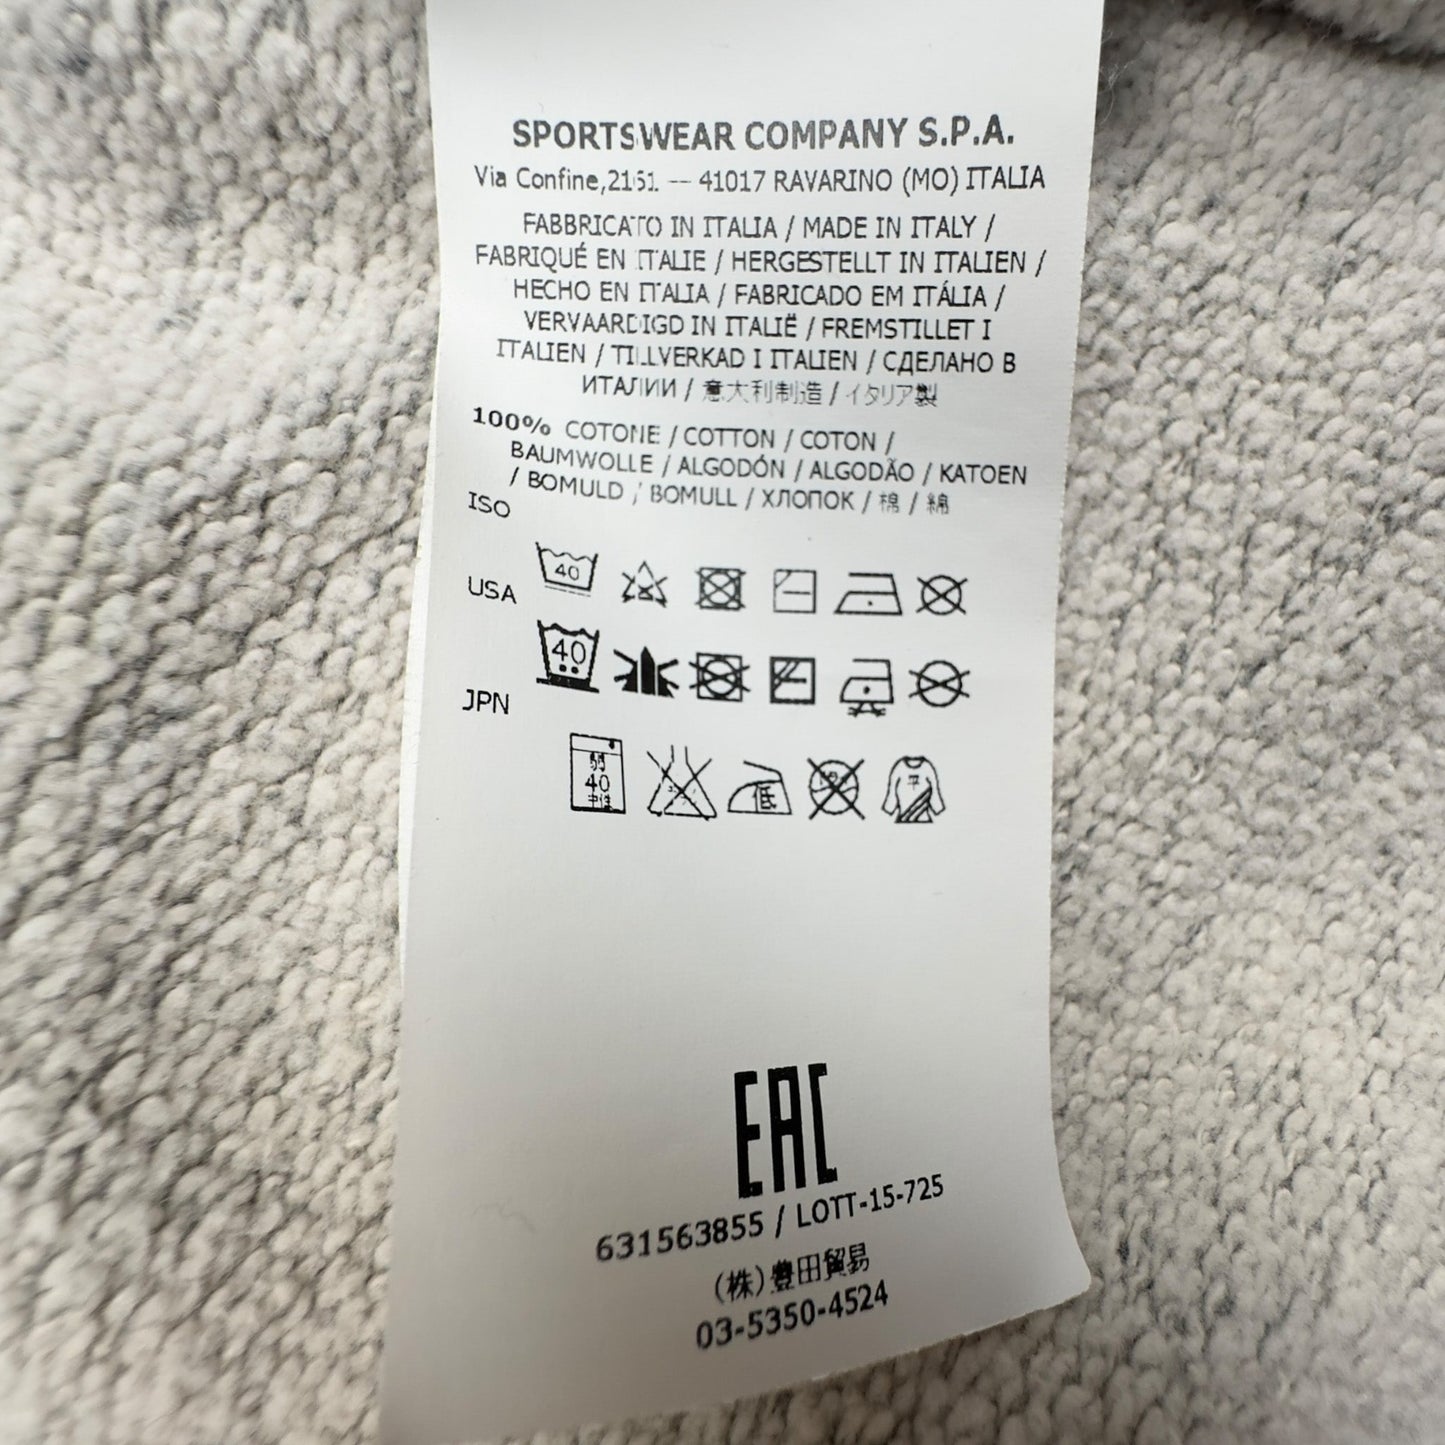 SPORTSWEAR COMPANY S.P.A.
Via Confine,2161 -- 41017 RAVARINO (MO) ITALIA
FABBRICATO IN ITALIA / MADE IN ITALY /
FABRIQUÉ EN ITALIE / HERGESTELLT IN ITALIEN /
HECHO EN ITALIA / FABRICADO EM ITÁLIA /
VERVAARDIGD IN ITALIË / FREMSTILLET I
ITALIEN / TILLVERKAD I ITALIEN / СДЕЛАНО В
ИТАЛИИ / 意大利制造 / イタリア製
100% COTONE / COTTON / COTON /
BAUMWOLLE / ALGODÓN / ALGODÃO / KATOEN
/ BOMULD / BOMULL / ХЛОПОК / 棉 / 綿
ISO
40
USA
40
JPN
弱
40
中性
低
平
EAC
631563855 / LOTT-15-725
(株)豊田貿易
03-5350-4524